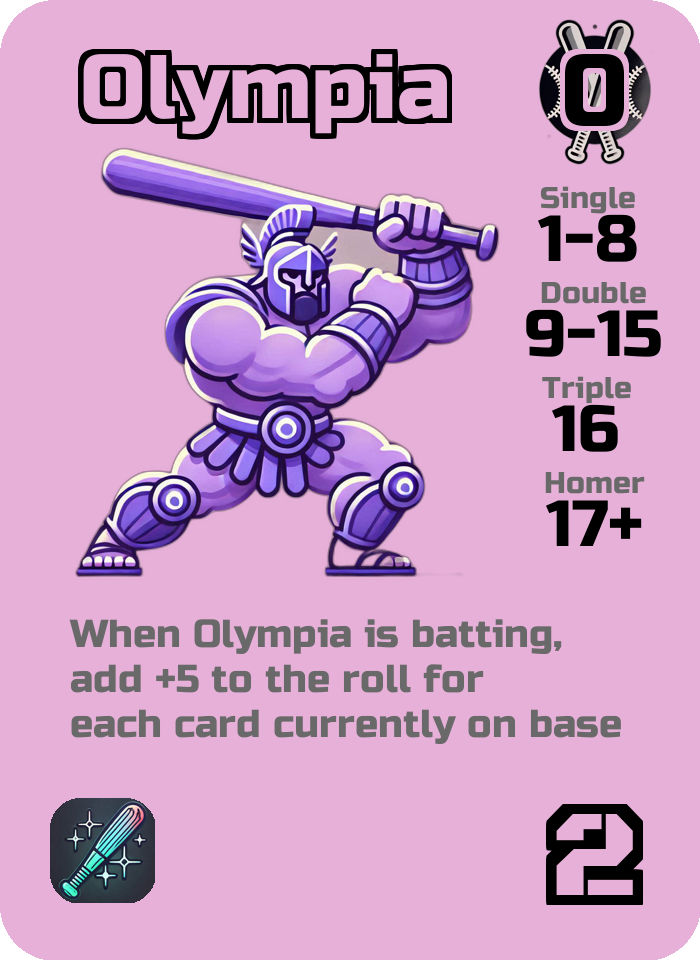 Olympia
0
Single
1-8
Double
9-15
Triple
16
Homer
17+
When Olympia is batting,
add +5 to the roll for
each card currently on base
2